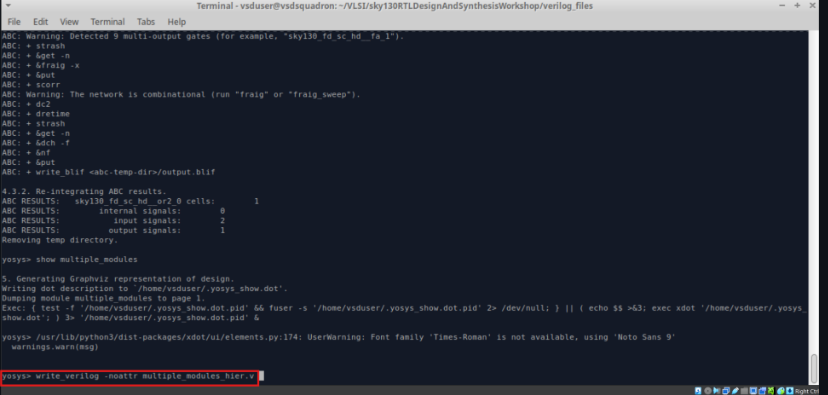 Terminal - vsduser@vsdsquadron: ~/VLSI/sky130RTLDesignAndSynthesisWorkshop/verilog_files
File Edit View Terminal Tabs Help
ABC: Warning: Detected 9 multi-output gates (for example, "sky130_fd_sc_hd__fa_1").
ABC: + strash
ABC: + &get -n
ABC: + &fraig -x
ABC: + &put
ABC: + scorr
ABC: Warning: The network is combinational (run "fraig" or "fraig_sweep").
ABC: + dc2
ABC: + dretime
ABC: + strash
ABC: + &get -n
ABC: + &dch -f
ABC: + &nf
ABC: + &put
ABC: + write_blif <abc-temp-dir>/output.blif
4.3.2. Re-integrating ABC results.
ABC RESULTS: sky130_fd_sc_hd__or2_0 cells: 1
ABC RESULTS: internal signals: 0
ABC RESULTS: input signals: 2
ABC RESULTS: output signals: 1
Removing temp directory.
yosys> show multiple_modules
5. Generating Graphviz representation of design.
Writing dot description to `/home/vsduser/.yosys_show.dot'.
Dumping module multiple_modules to page 1.
Exec: { test -f '/home/vsduser/.yosys_show.dot.pid' && fuser -s '/home/vsduser/.yosys_show.dot.pid' 2> /dev/null; } || ( echo $$ >&3; exec xdot '/home/vsduser/.yosys_
show.dot'; ) 3> '/home/vsduser/.yosys_show.dot.pid' &
yosys> /usr/lib/python3/dist-packages/xdot/ui/elements.py:174: UserWarning: Font family 'Times-Roman' is not available, using 'Noto Sans 9'
warnings.warn(msg)
yosys> write_verilog -noattr multiple_modules_hier.v
Right Ctrl